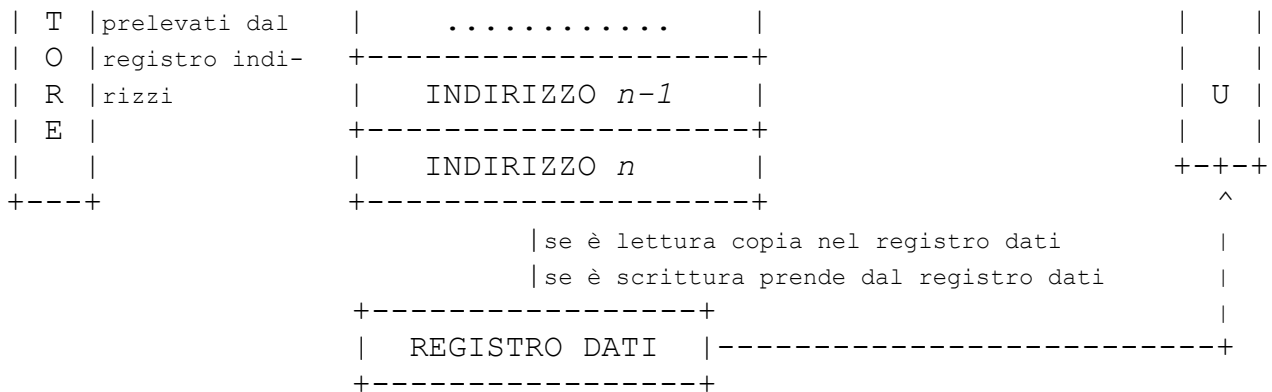 | T |prelevati dal | ............ | | |
| O |registro indi- +--------------------+ | |
| R |rizzi | INDIRIZZO n-1 | | U |
| E | +--------------------+ | |
| | | INDIRIZZO n | +-+-+
+---+ +--------------------+ ^
|se è lettura copia nel registro dati |
|se è scrittura prende dal registro dati |
+-----------------+ |
| REGISTRO DATI |--------------------------+
+-----------------+